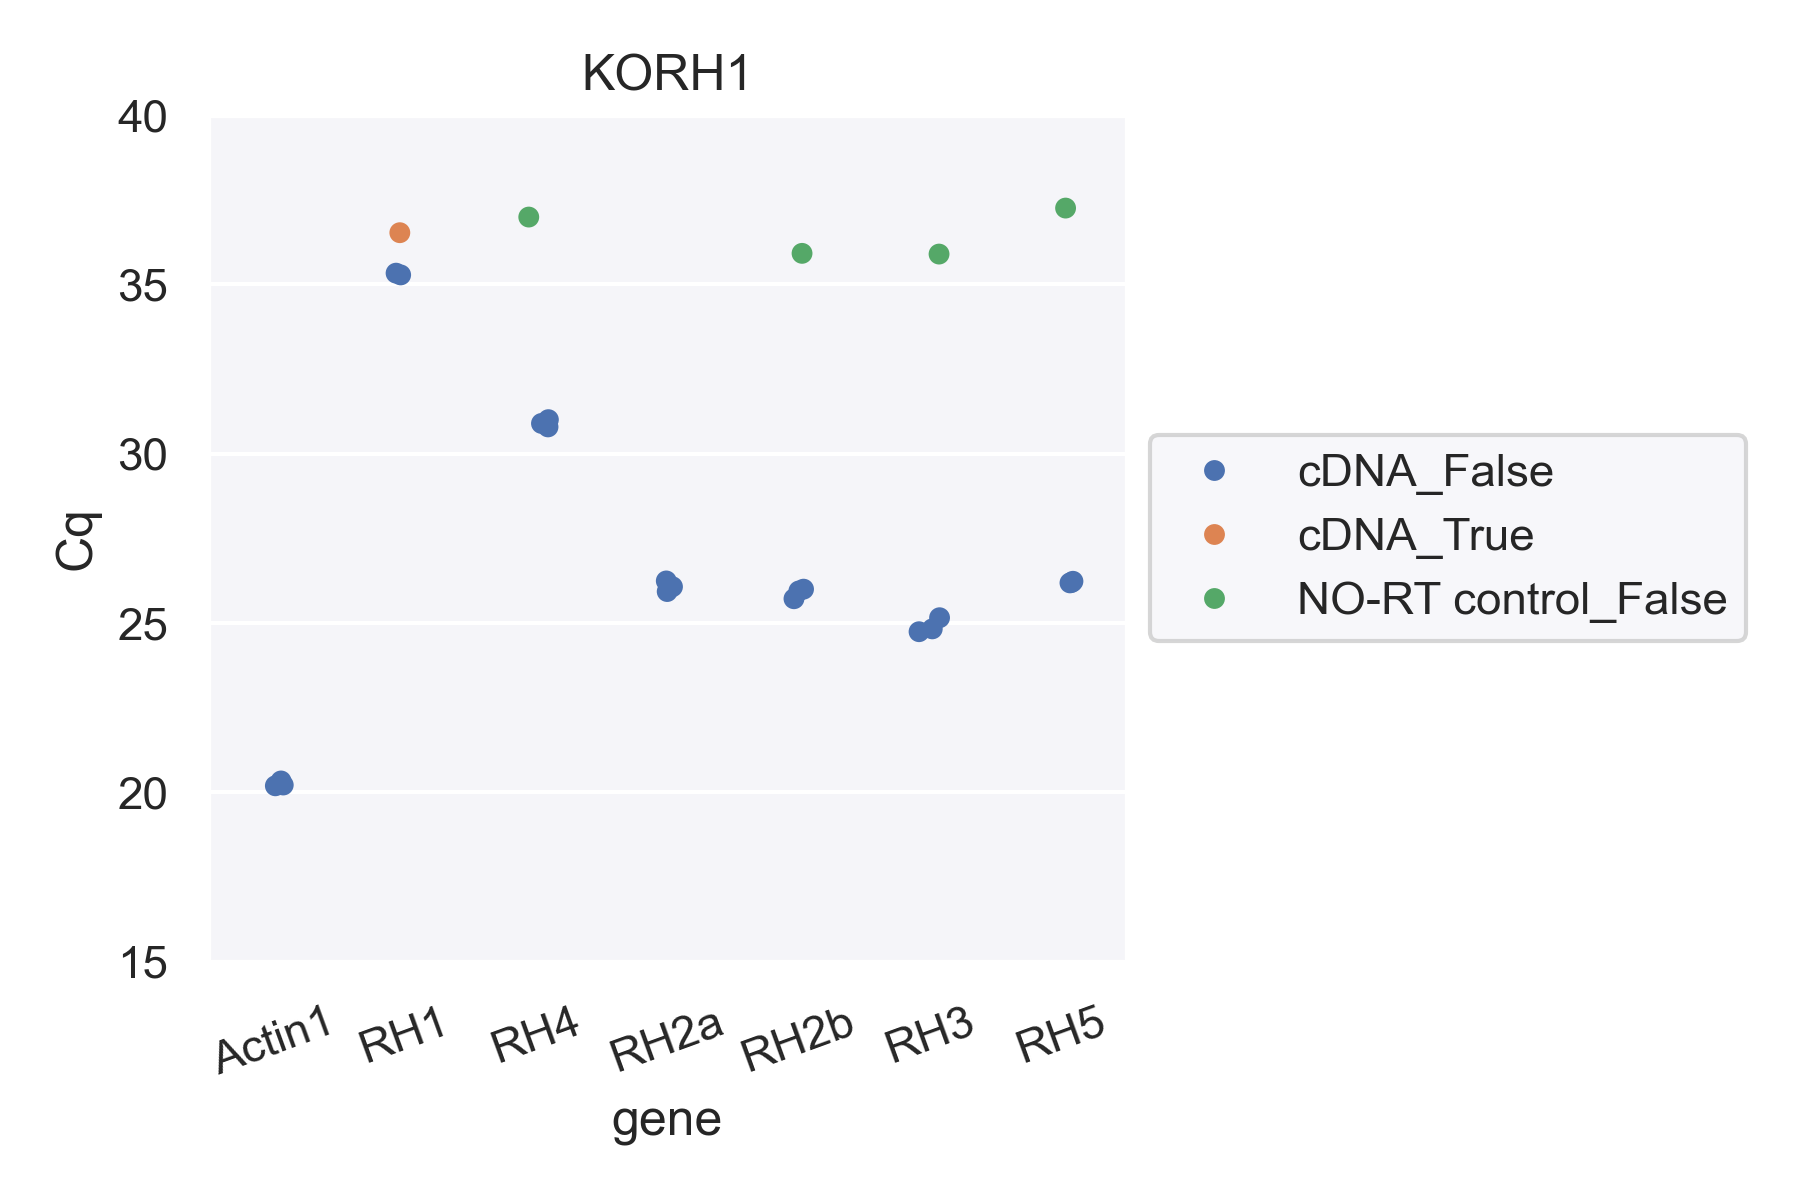 KORH1
40
35
30
25
20
15
Cq
Actin1
RH1
RH4
RH2a
RH2b
RH3
RH5
gene
cDNA_False
cDNA_True
NO-RT control_False